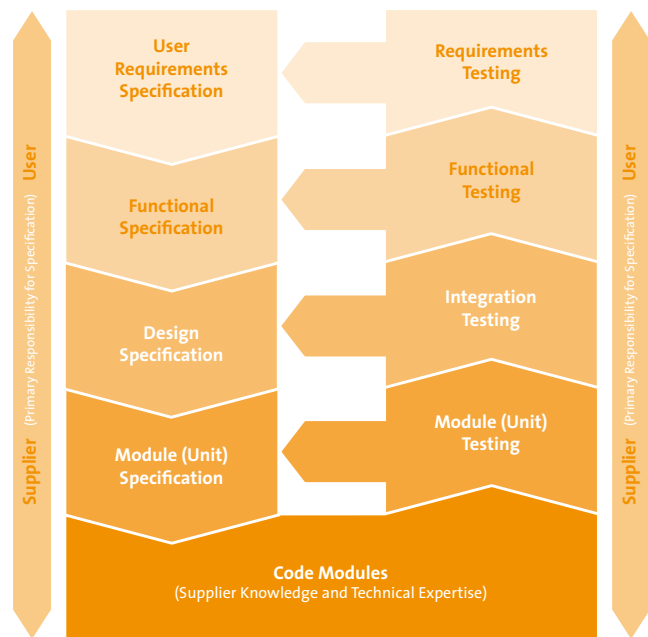 User
Requirements
Specification
Requirements
Testing
Functional
Specification
Functional
Testing
Design
Specification
Integration
Testing
Module (Unit)
Specification
Module (Unit)
Testing
Code Modules
(Supplier Knowledge and Technical Expertise)
Supplier (Primary Responsibility for Specification) User
Supplier (Primary Responsibility for Specification) User